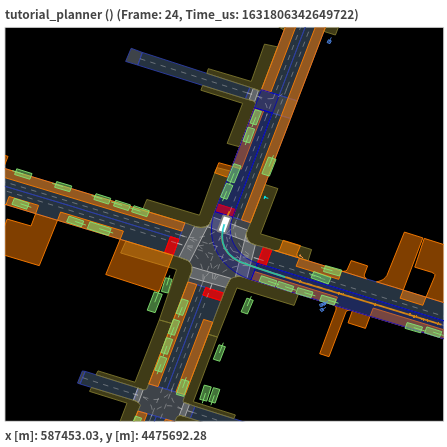 tutorial_planner () (Frame: 24, Time_us: 1631806342649722)
x [m]: 587453.03, y [m]: 4475692.28